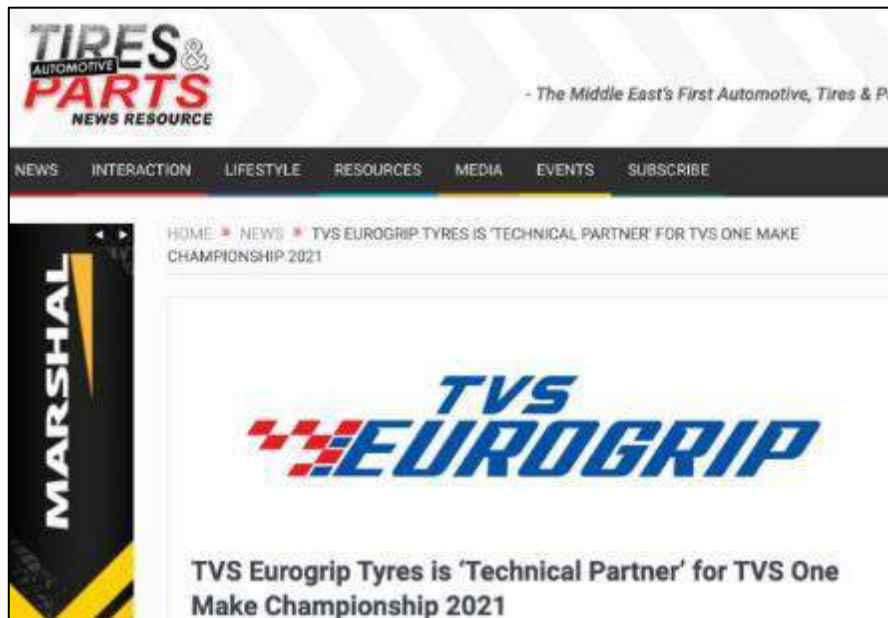 TIRES &
AUTOMOTIVE
PARTS
NEWS RESOURCE
- The Middle East's First Automotive, Tires & P
NEWS INTERACTION LIFESTYLE RESOURCES MEDIA EVENTS SUBSCRIBE
HOME » NEWS » TVS EUROGRIP TYRES IS 'TECHNICAL PARTNER' FOR TVS ONE MAKE
CHAMPIONSHIP 2021
MARSHAL
TVS
EUROGRIP
TVS Eurogrip Tyres is ‘Technical Partner’ for TVS One
Make Championship 2021